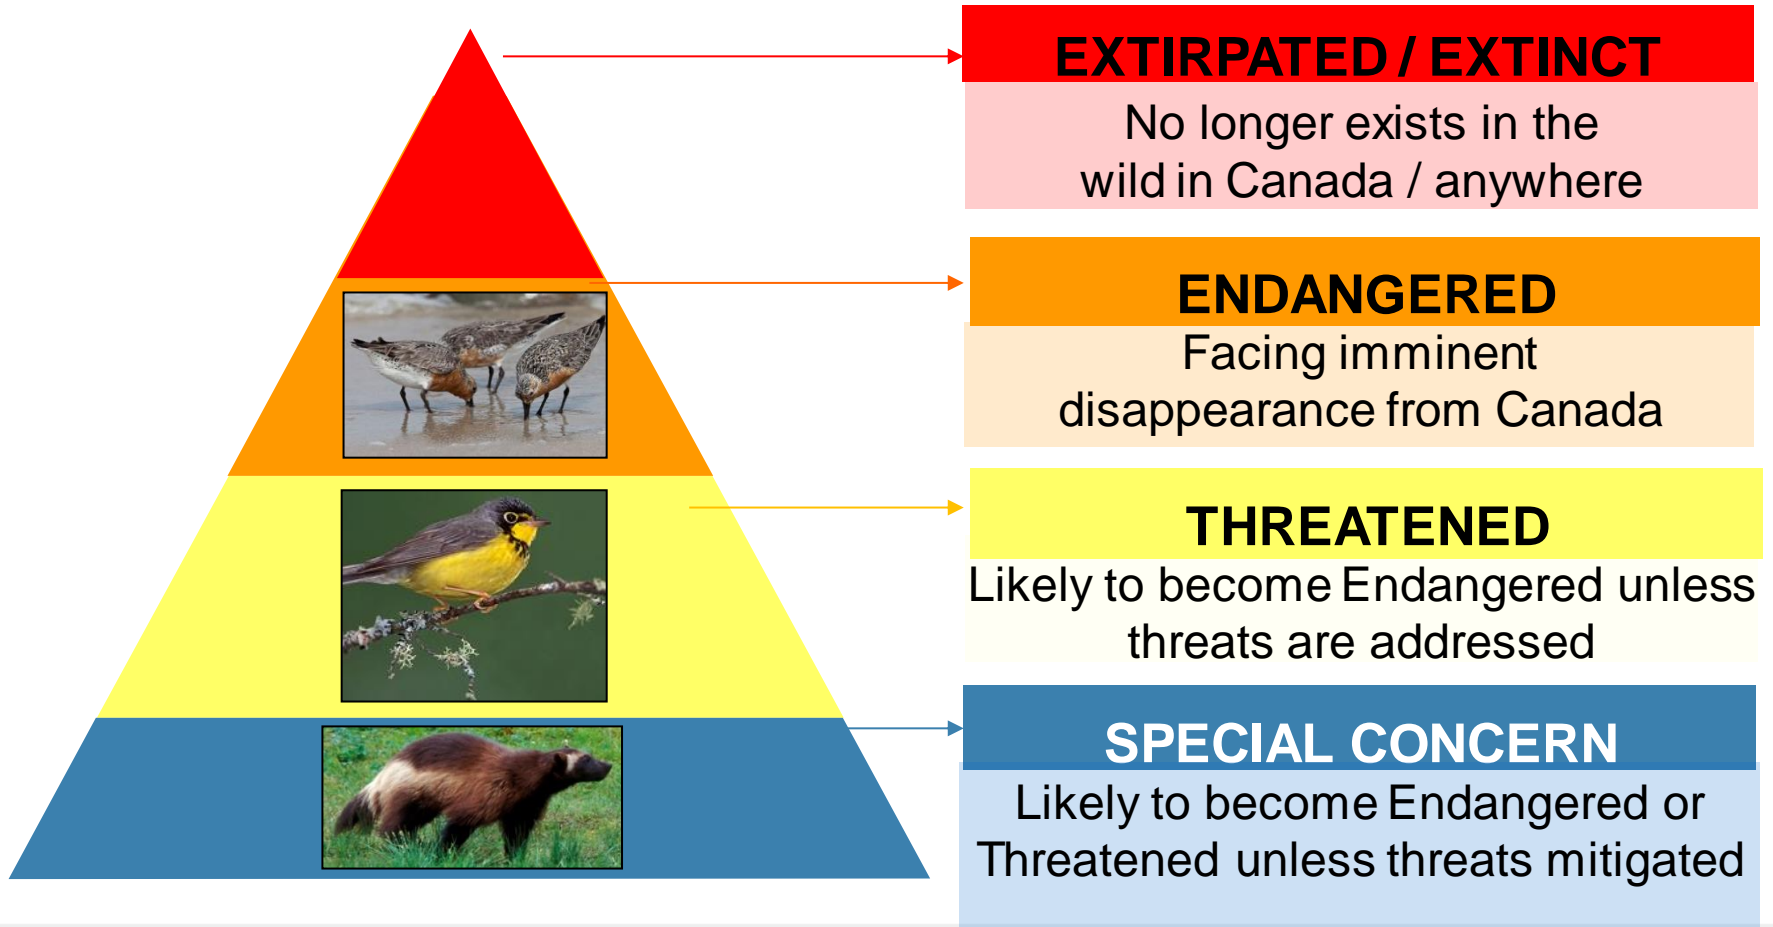 EXTIRPATED / EXTINCT
No longer exists in the
wild in Canada / anywhere
ENDANGERED
Facing imminent
disappearance from Canada
THREATENED
Likely to become Endangered unless
threats are addressed
SPECIAL CONCERN
Likely to become Endangered or
Threatened unless threats mitigated